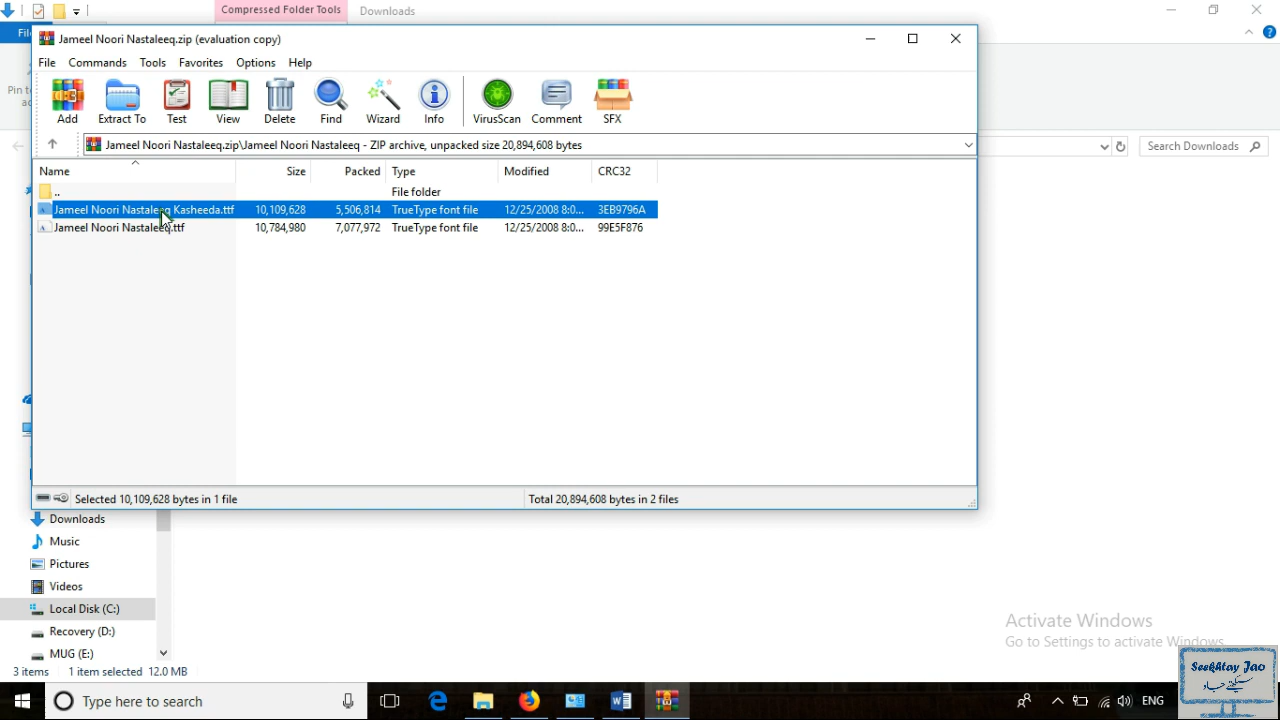 Compressed Folder Tools Downloads
Jameel Noori Nastaleeq.zip (evaluation copy)
File Commands Tools Favorites Options Help
Add Extract To Test View Delete Find Wizard Info VirusScan Comment SFX
Jameel Noori Nastaleeq.zip\Jameel Noori Nastaleeq - ZIP archive, unpacked size 20,894,608 bytes
Search Downloads
Name Size Packed Type Modified CRC32
.. File folder
Jameel Noori Nastaleeq Kasheeda.ttf 10,109,628 5,506,814 TrueType font file 12/25/2008 8:0... 3EB9796A
Jameel Noori Nastaleeq.ttf 10,784,980 7,077,972 TrueType font file 12/25/2008 8:0... 99E5F876
Selected 10,109,628 bytes in 1 file Total 20,894,608 bytes in 2 files
Downloads
Music
Pictures
Videos
Local Disk (C:)
Recovery (D:)
MUG (E:)
3 items 1 item selected 12.0 MB
Activate Windows
Go to Settings to activate Windows.
Seekhtay Jao
سیکھتے جاؤ
Type here to search
ENG